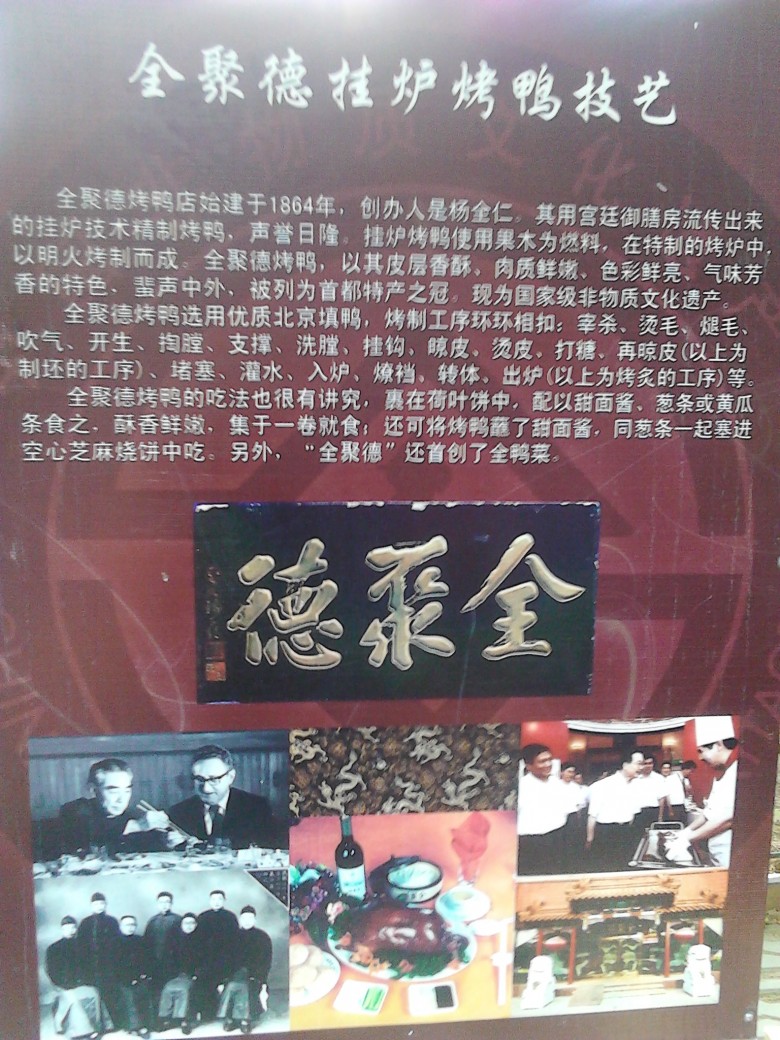 全聚德挂炉烤鸭技艺
全聚德烤鸭店始建于1864年，创办人是杨全仁。其用宫廷御膳房流传出来
的挂炉技术精制烤鸭，声誉日隆。挂炉烤鸭使用果木为燃料，在特制的烤炉中，
以明火烤制而成。全聚德烤鸭，以其皮层香酥、肉质鲜嫩、色彩鲜亮、气味芳
香的特色，蜚声中外，被列为首都特产之冠。现为国家级非物质文化遗产。
全聚德烤鸭选用优质北京填鸭，烤制工序环环相扣：宰杀、烫毛、煺毛、
吹气、开生、掏膛、支撑、洗膛、挂钩、晾皮、烫皮、打糖、再晾皮(以上为
制坯的工序)、堵塞、灌水、入炉、燎裆、转体、出炉(以上为烤炙的工序)等。
全聚德烤鸭的吃法也很有讲究，裹在荷叶饼中，配以甜面酱、葱条或黄瓜
条食之，酥香鲜嫩，集于一卷就食；还可将烤鸭蘸了甜面酱，同葱条一起塞进
空心芝麻烧饼中吃。另外，“全聚德”还首创了全鸭菜。
德聚全